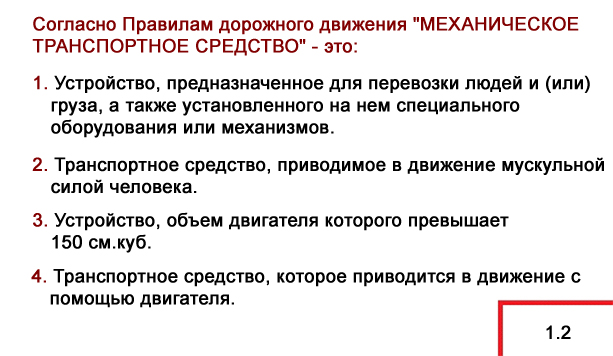 Согласно Правилам дорожного движения "МЕХАНИЧЕСКОЕ
ТРАНСПОРТНОЕ СРЕДСТВО" - это:
1. Устройство, предназначенное для перевозки людей и (или)
груза, а также установленного на нем специального
оборудования или механизмов.
2. Транспортное средство, приводимое в движение мускульной
силой человека.
3. Устройство, объем двигателя которого превышает
150 см.куб.
4. Транспортное средство, которое приводится в движение с
помощью двигателя.
1.2